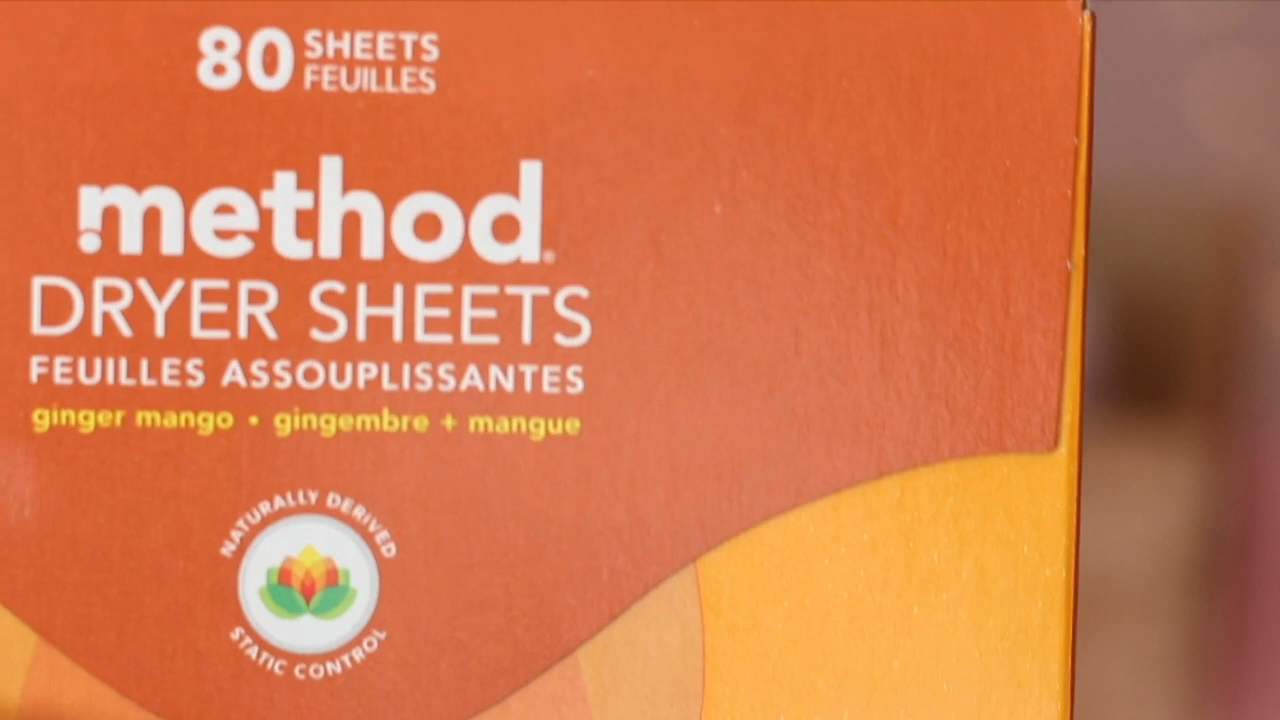 80 SHEETS
FEUILLES
method®
DRYER SHEETS
FEUILLES ASSOUPLISSANTES
ginger mango • gingembre + mangue
NATURALLY DERIVED
STATIC CONTROL